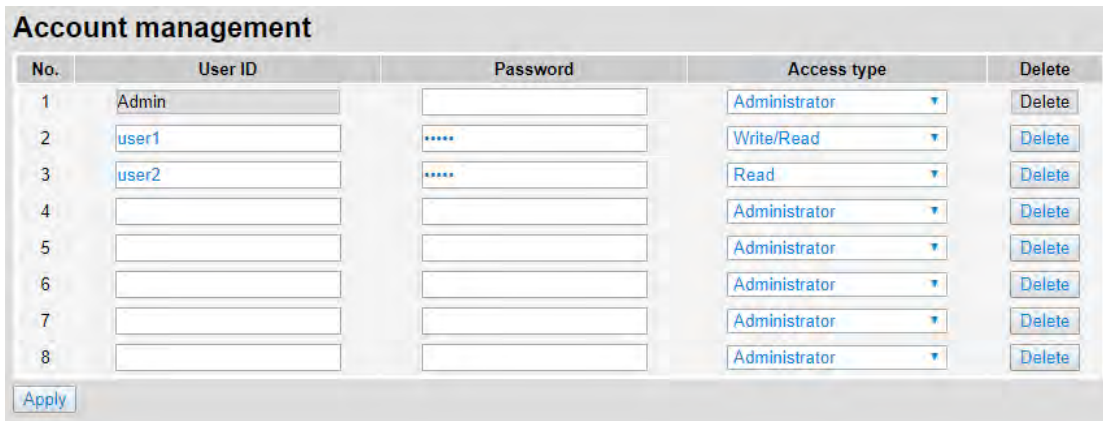 Account management
No. User ID Password Access type Delete
1 Admin Administrator Delete
2 user1 ••••• Write/Read Delete
3 user2 ••••• Read Delete
4 Administrator Delete
5 Administrator Delete
6 Administrator Delete
7 Administrator Delete
8 Administrator Delete
Apply